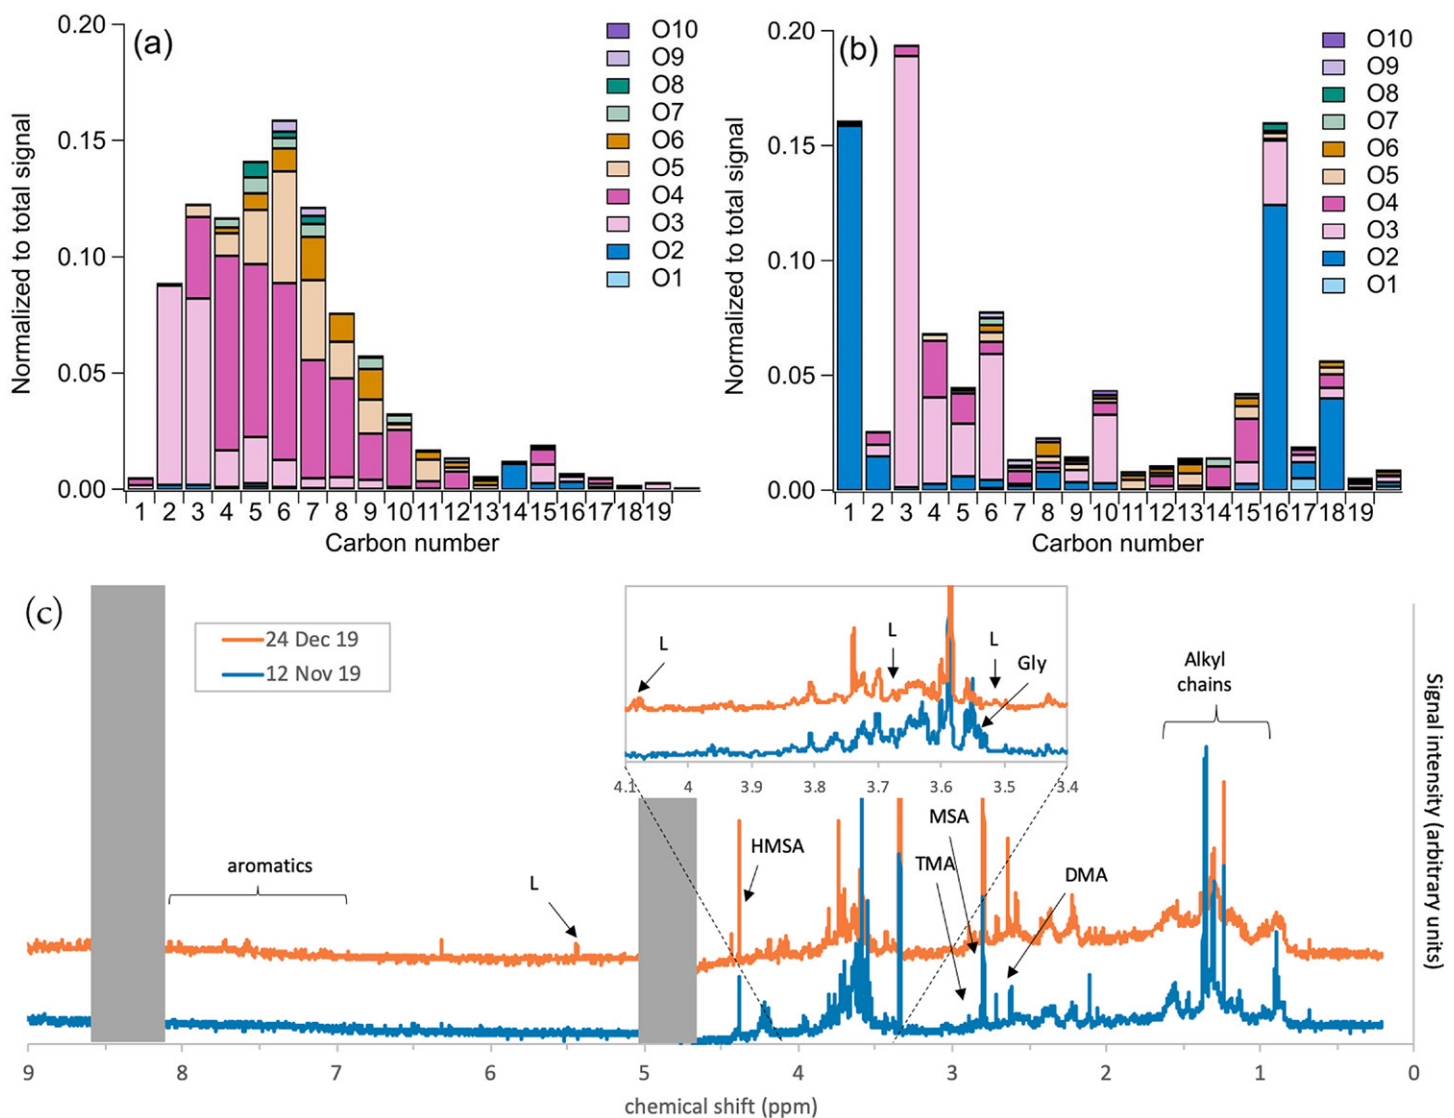 (a)
Normalized to total signal
0.20
0.15
0.10
0.05
0.00
O10
O9
O8
O7
O6
O5
O4
O3
O2
O1
1 2 3 4 5 6 7 8 9 10 11 12 13 14 15 16 17 18 19
Carbon number
(b)
Normalized to total signal
0.20
0.15
0.10
0.05
0.00
O10
O9
O8
O7
O6
O5
O4
O3
O2
O1
1 2 3 4 5 6 7 8 9 10 11 12 13 14 15 16 17 18 19
Carbon number
(c)
24 Dec 19
12 Nov 19
L
L
L
Gly
4.1 4 3.9 3.8 3.7 3.6 3.5 3.4
Alkyl
chains
aromatics
L
HMSA
MSA
TMA
DMA
Signal intensity (arbitrary units)
9 8 7 6 5 4 3 2 1 0
chemical shift (ppm)